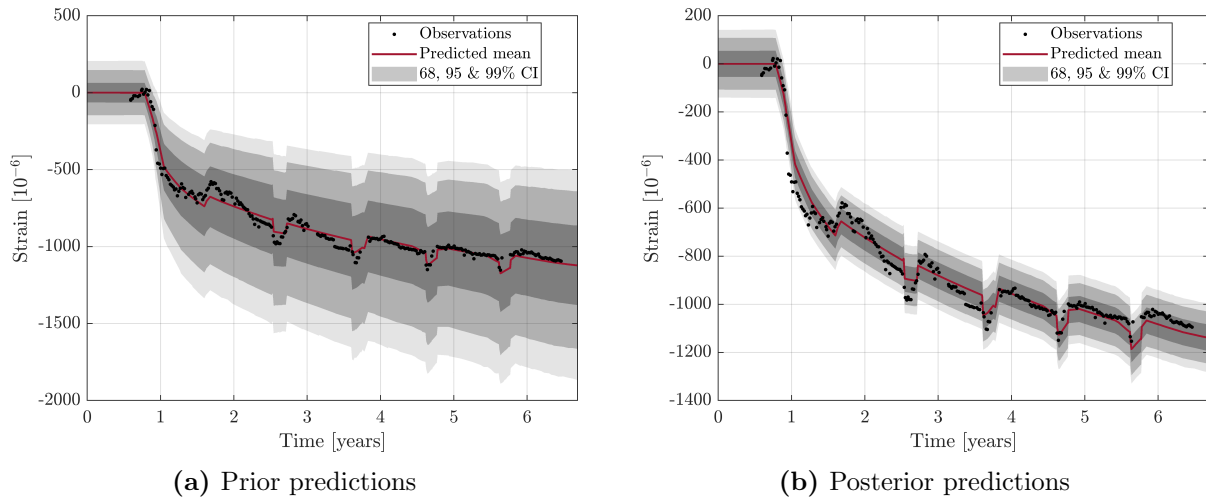 500
0
-500
-1000
-1500
-2000
Strain [10⁻⁶]
0 1 2 3 4 5 6
Time [years]
Observations
Predicted mean
68, 95 & 99% CI
(a) Prior predictions
200
0
-200
-400
-600
-800
-1000
-1200
-1400
Strain [10⁻⁶]
0 1 2 3 4 5 6
Time [years]
Observations
Predicted mean
68, 95 & 99% CI
(b) Posterior predictions